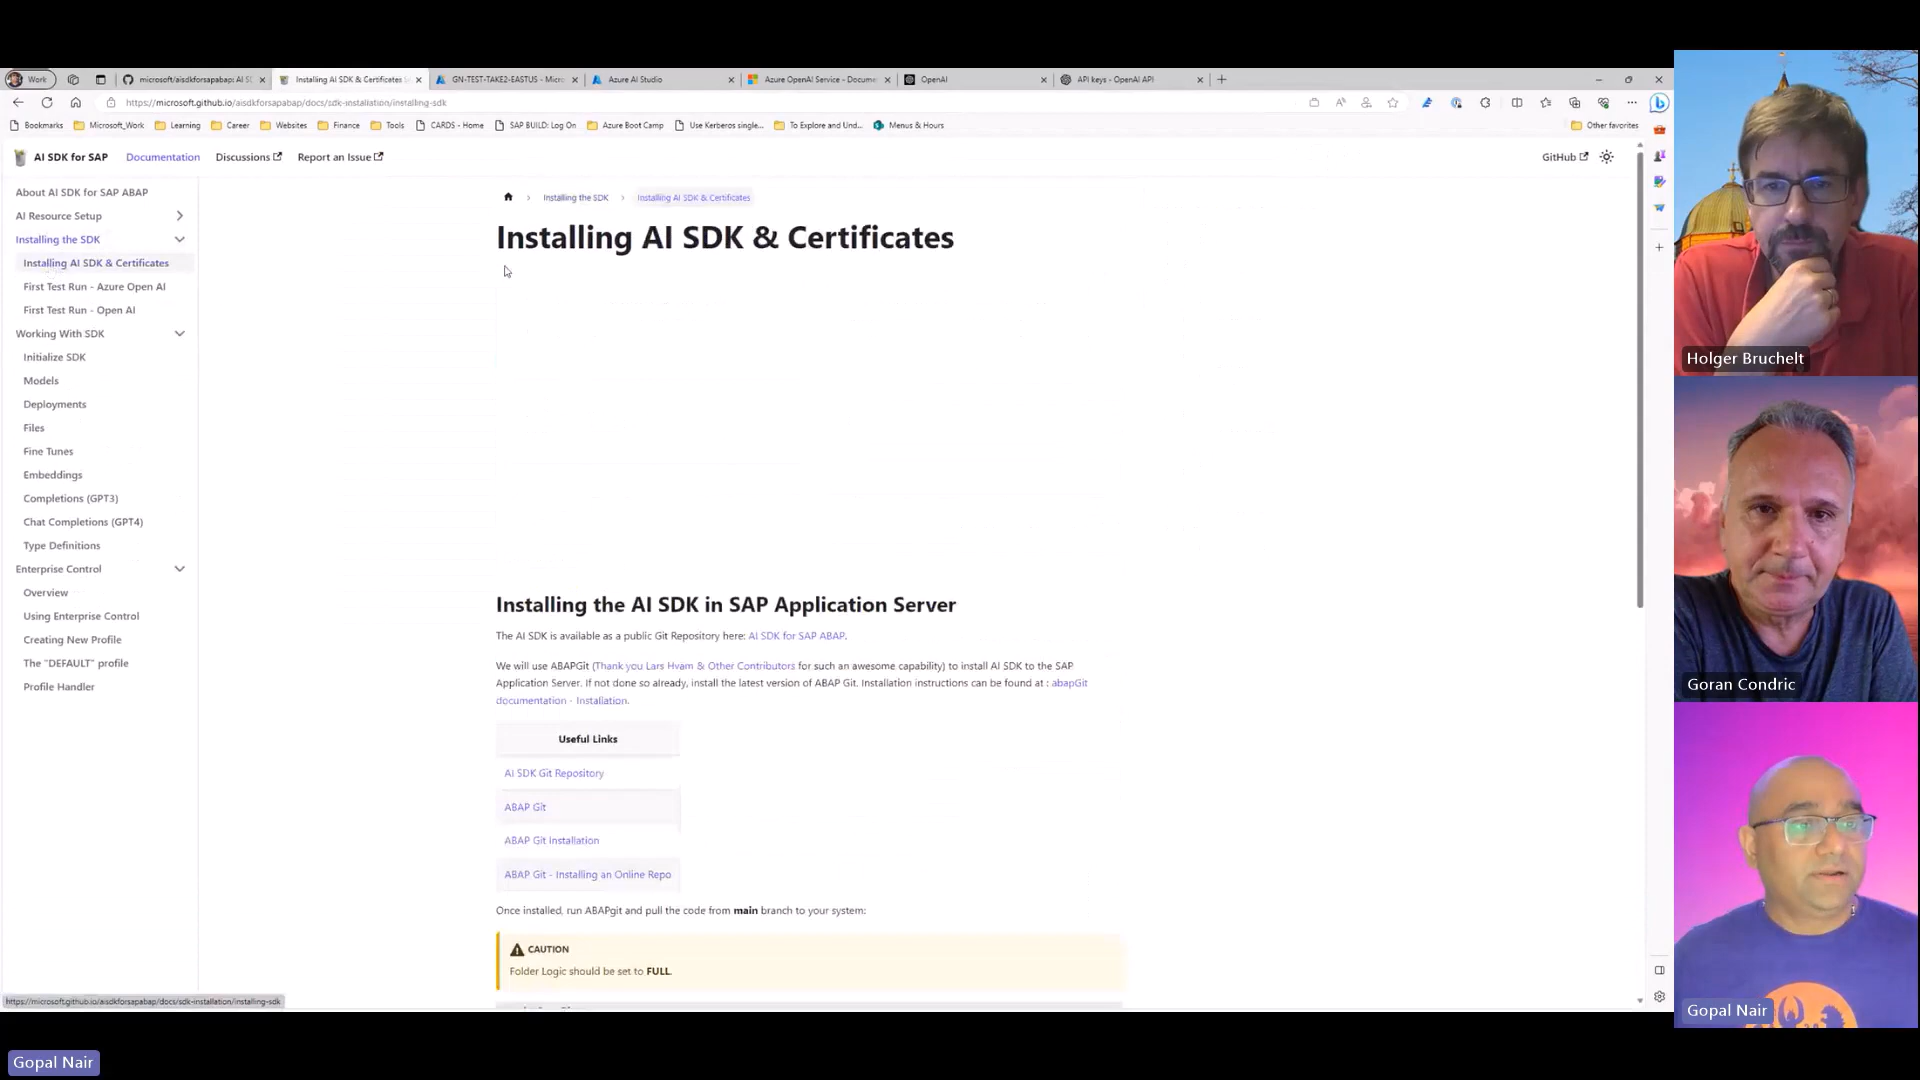 Work
microsoft/aisdkforsapabap: AI S
Installing AI SDK & Certificates
GN-TEST-TAKE2-EASTUS - Micro
Azure AI Studio
Azure OpenAI Service - Docume
OpenAI
API keys - OpenAI API
https://microsoft.github.io/aisdkforsapabap/docs/sdk-installation/installing-sdk
Bookmarks
Microsoft_Work
Learning
Career
Websites
Finance
Tools
CARDS - Home
SAP BUILD: Log On
Azure Boot Camp
Use Kerberos single...
To Explore and Und...
Menus & Hours
Other favorites
AI SDK for SAP
Documentation
Discussions
Report an Issue
GitHub
About AI SDK for SAP ABAP
AI Resource Setup
Installing the SDK
Installing AI SDK & Certificates
First Test Run - Azure Open AI
First Test Run - Open AI
Working With SDK
Initialize SDK
Models
Deployments
Files
Fine Tunes
Embeddings
Completions (GPT3)
Chat Completions (GPT4)
Type Definitions
Enterprise Control
Overview
Using Enterprise Control
Creating New Profile
The "DEFAULT" profile
Profile Handler
Installing the SDK
Installing AI SDK & Certificates
Installing AI SDK & Certificates
Installing the AI SDK in SAP Application Server
The AI SDK is available as a public Git Repository here: AI SDK for SAP ABAP.
We will use ABAPGit (Thank you Lars Hvam & Other Contributors for such an awesome capability) to install AI SDK to the SAP
Application Server. If not done so already, install the latest version of ABAP Git. Installation instructions can be found at : abapGit
documentation - Installation.
Useful Links
AI SDK Git Repository
ABAP Git
ABAP Git Installation
ABAP Git - Installing an Online Repo
Once installed, run ABAPgit and pull the code from main branch to your system:
CAUTION
Folder Logic should be set to FULL.
https://microsoft.github.io/aisdkforsapabap/docs/sdk-installation/installing-sdk
Holger Bruchelt
Goran Condric
Gopal Nair
Gopal Nair